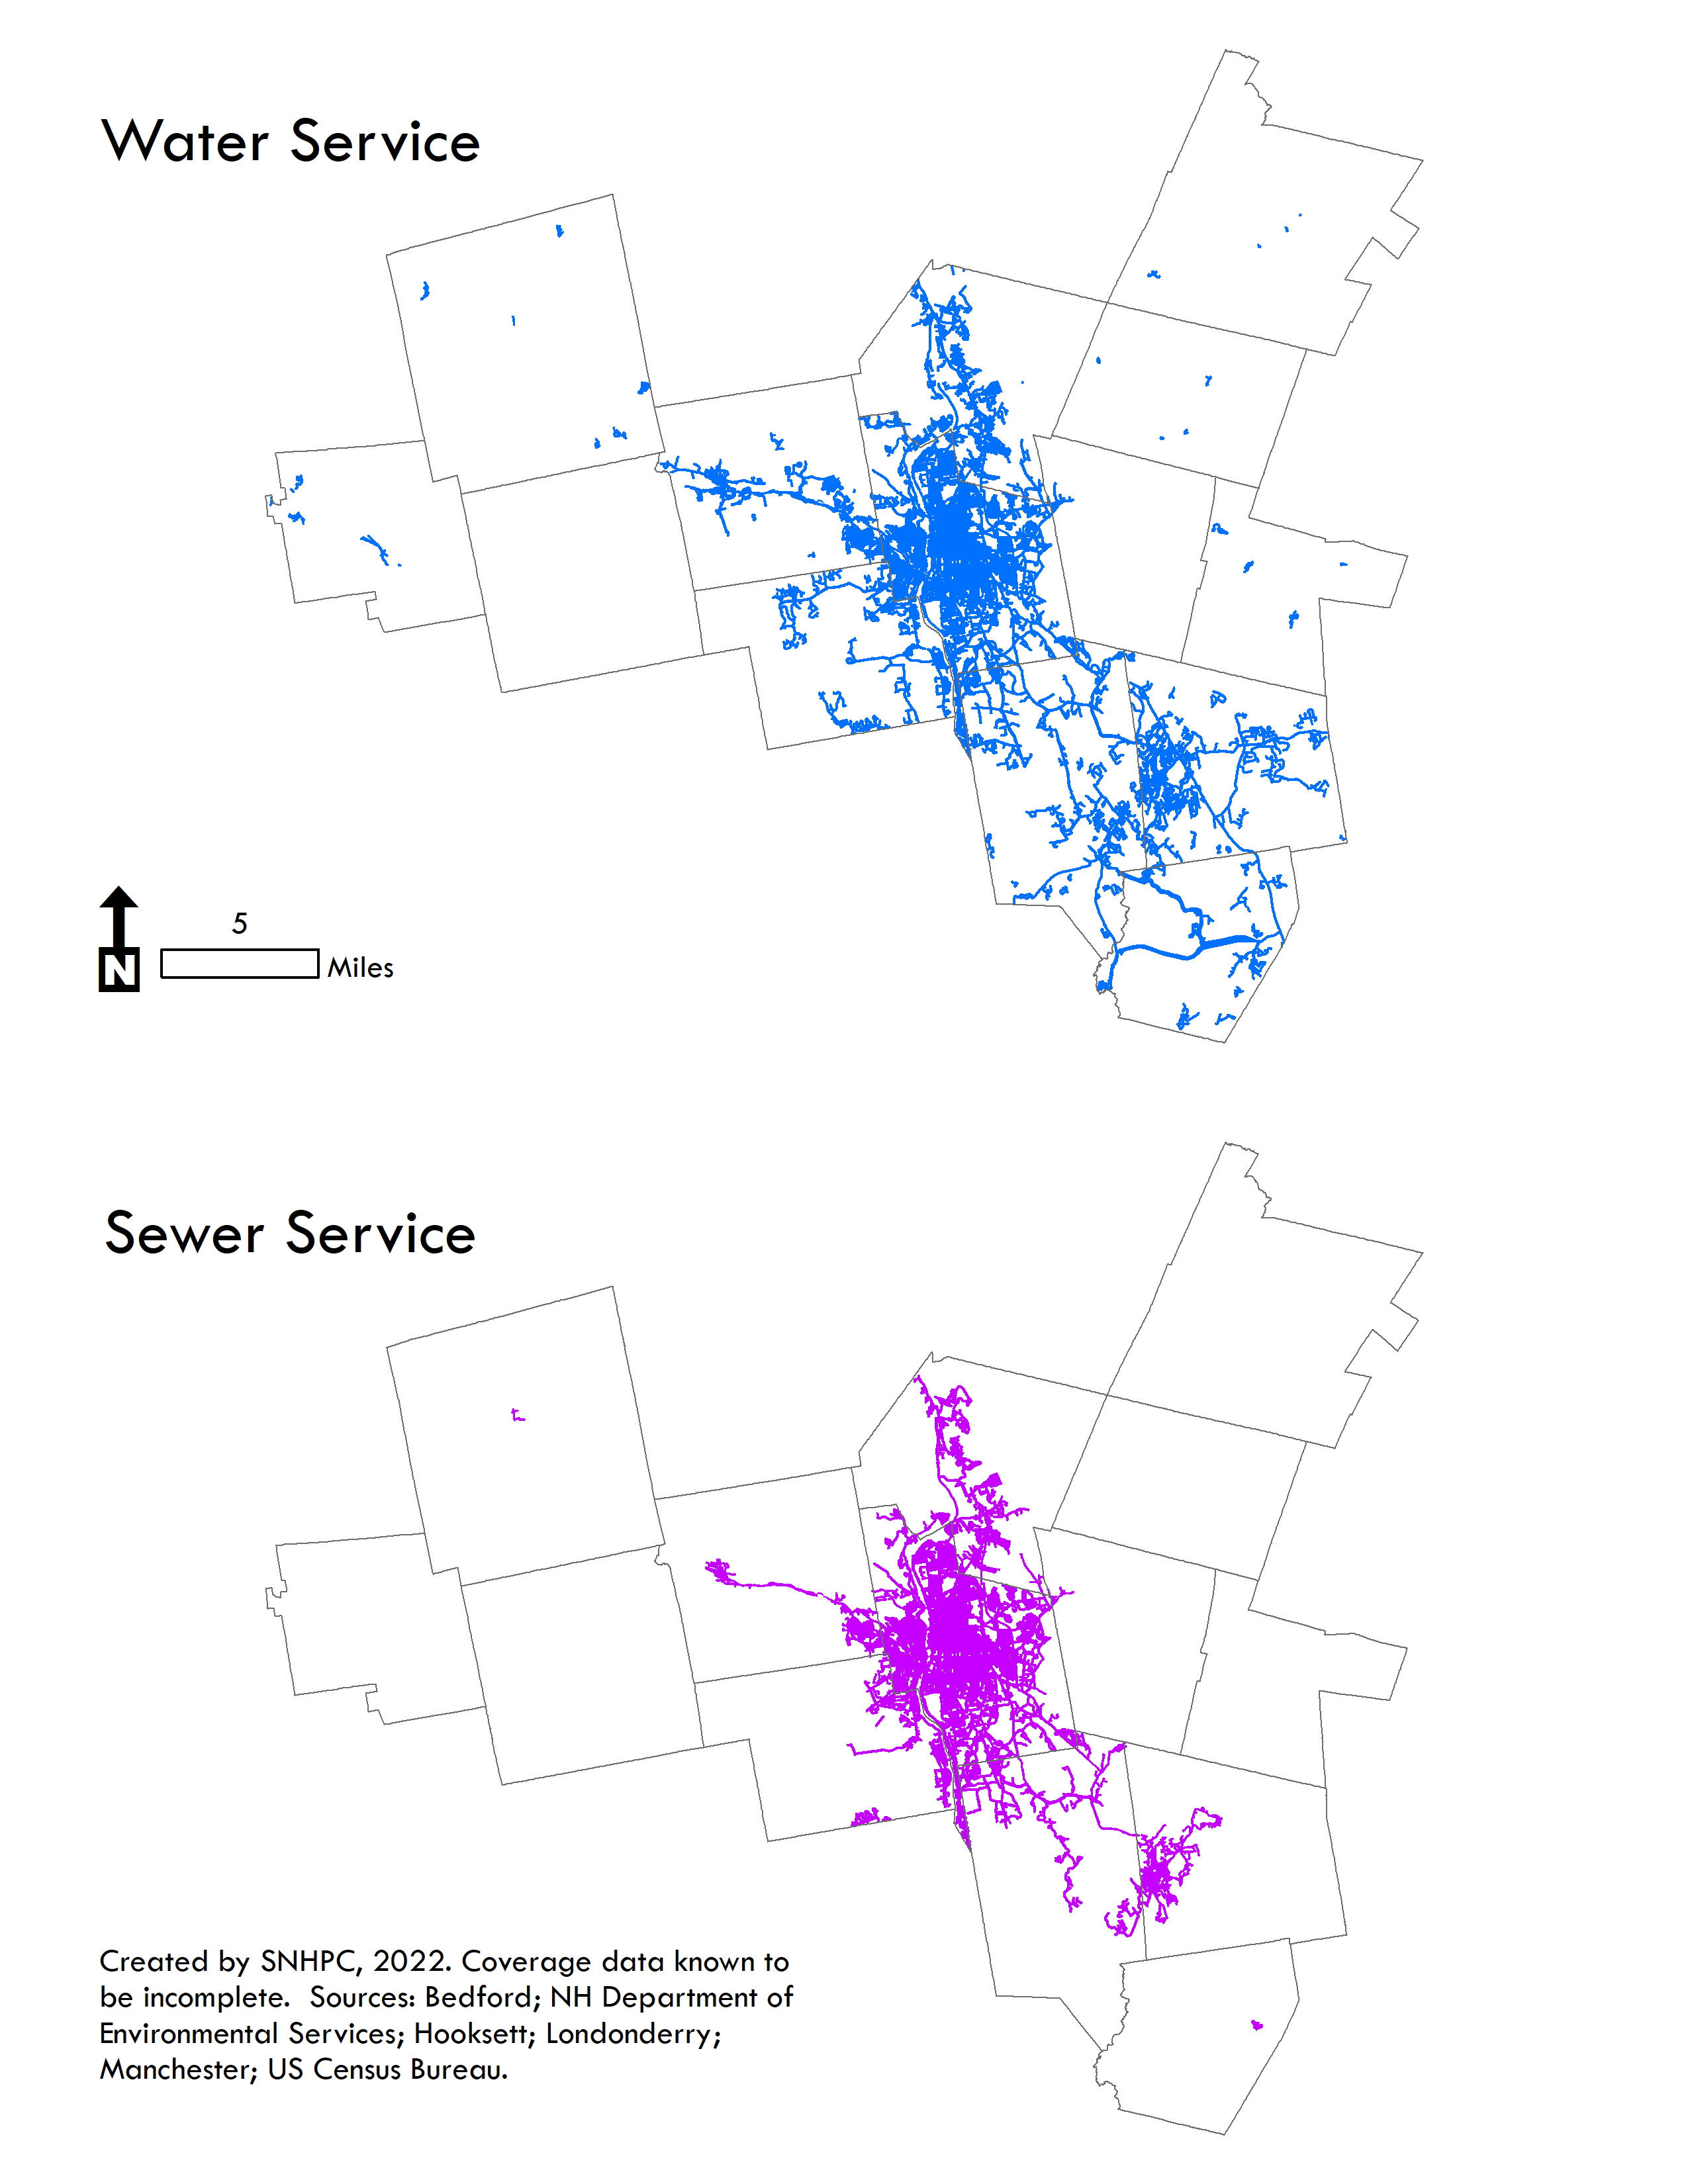 Water Service
5
Miles
N
Sewer Service
Created by SNHPC, 2022. Coverage data known to
be incomplete.  Sources: Bedford; NH Department of
Environmental Services; Hooksett; Londonderry;
Manchester; US Census Bureau.